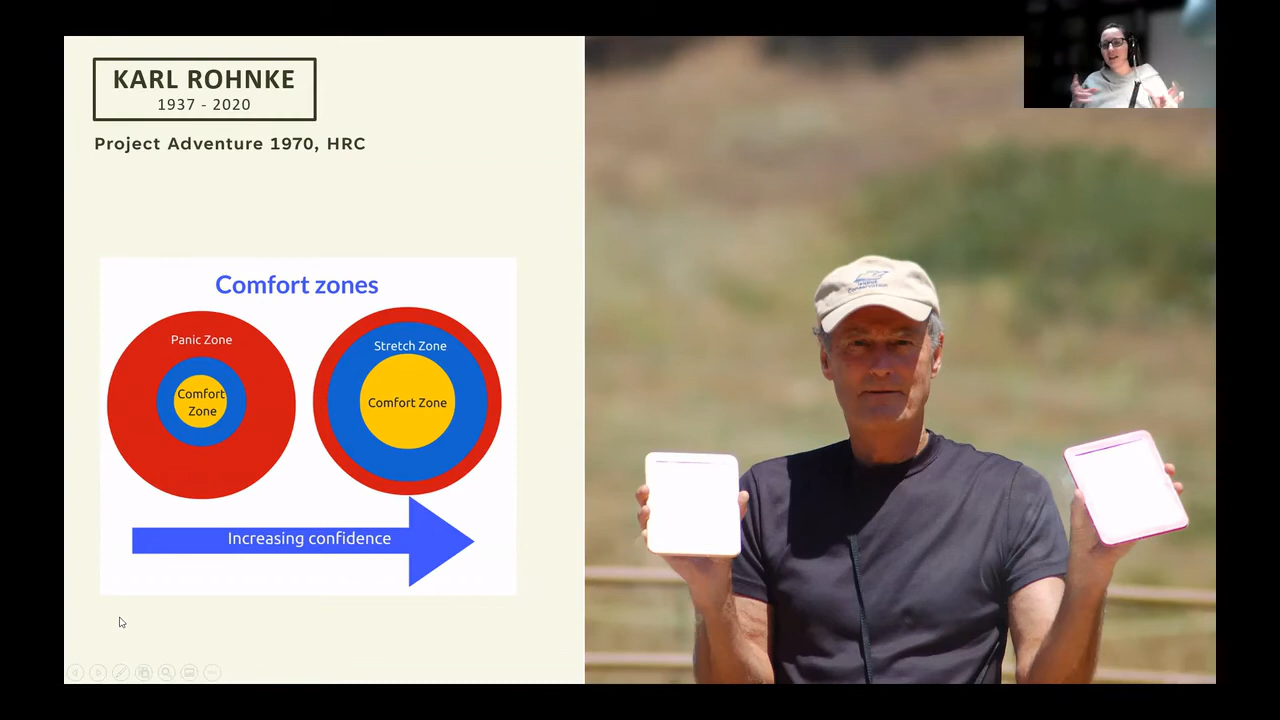 KARL ROHNKE
1937 - 2020
Project Adventure 1970, HRC
Comfort zones
Panic Zone
Comfort
Zone
Stretch Zone
Comfort Zone
Increasing confidence